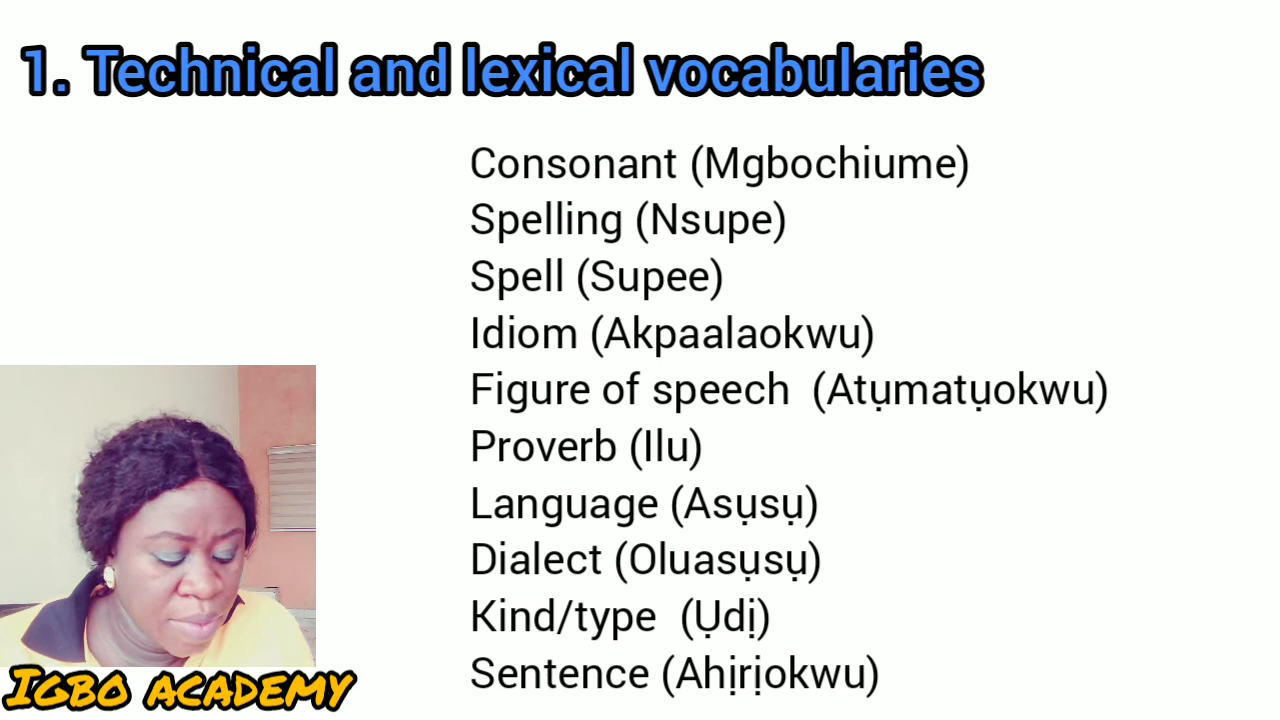 1. Technical and lexical vocabularies
Consonant (Mgbochiume)
Spelling (Nsupe)
Spell (Supee)
Idiom (Akpaalaokwu)
Figure of speech (Atụmatụokwu)
Proverb (Ilu)
Language (Asụsụ)
Dialect (Oluasụsụ)
Kind/type (Ụdị)
Sentence (Ahịrịokwu)
IGBO ACADEMY